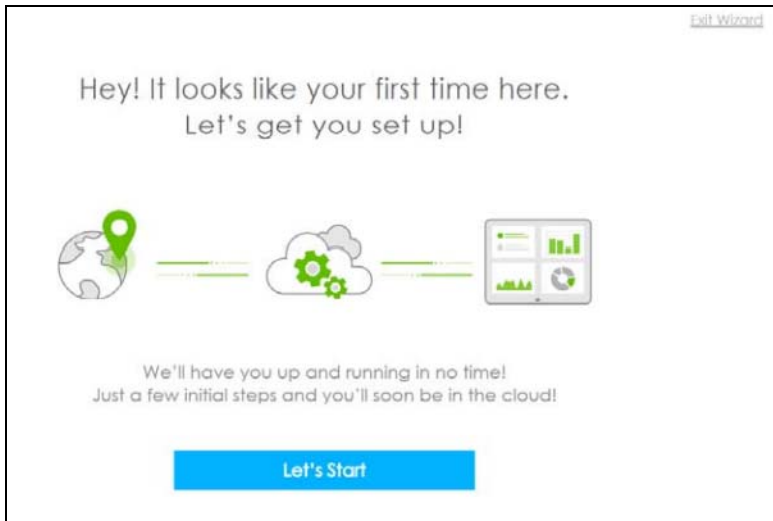 Exit Wizard
Hey! It looks like your first time here.
Let's get you set up!
We'll have you up and running in no time!
Just a few initial steps and you'll soon be in the cloud!
Let's Start